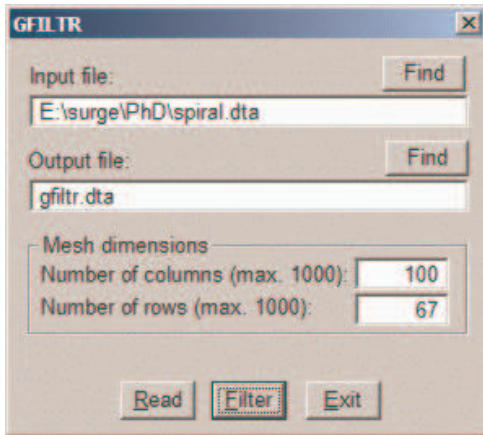 GFILTR
Input file:
Find
E:\surge\PhD\spiral.dta
Output file:
Find
gfiltr.dta
Mesh dimensions
Number of columns (max. 1000): 100
Number of rows (max. 1000): 67
Read Filter Exit